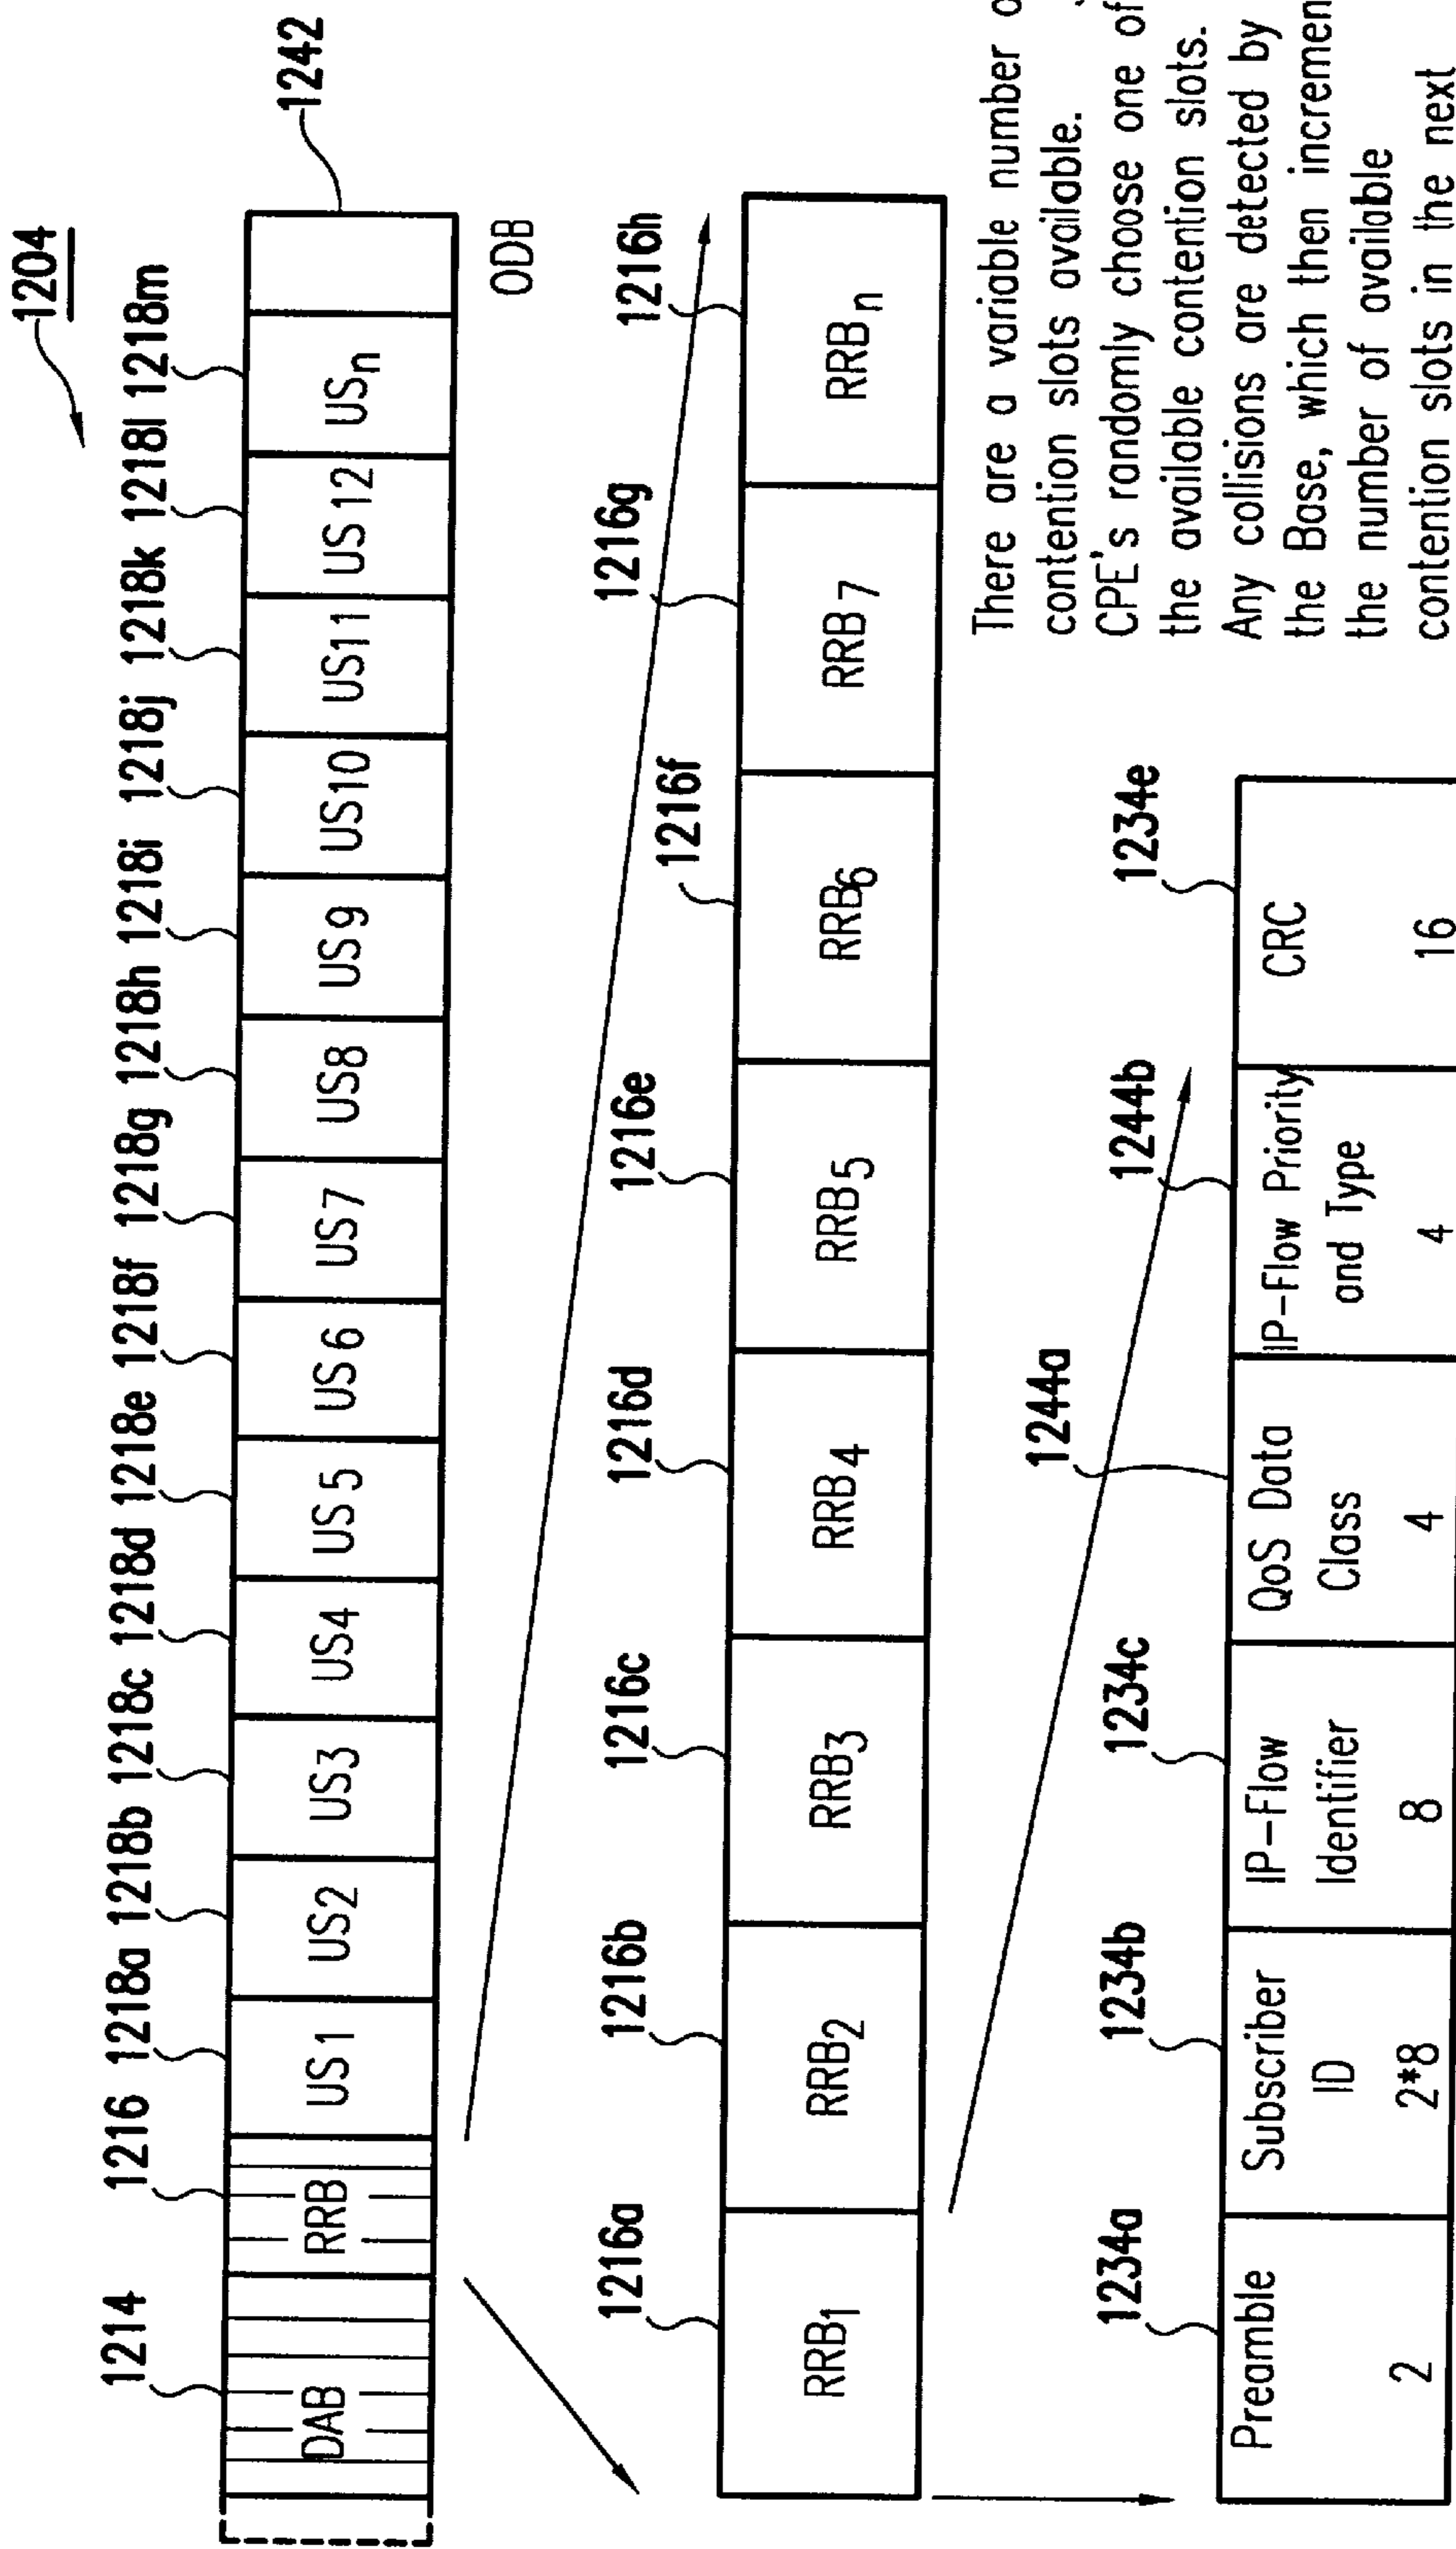 1204
1214 1216 1218a 1218b 1218c 1218d 1218e 1218f 1218g 1218h 1218i 1218j 1218k 1218l 1218m
1242
DAB RRB US1 US2 US3 US4 US5 US6 US7 US8 US9 US10 US11 US12 USn
ODB
1216a 1216b 1216c 1216d 1216e 1216f 1216g 1216h
RRB1 RRB2 RRB3 RRB4 RRB5 RRB6 RRB7 RRBn
There are a variable number o
contention slots available.
CPE's randomly choose one of
the available contention slots.
Any collisions are detected by
the Base, which then incremen
the number of available
contention slots in the next
1234a 1234b 1234c 1244a 1244b 1234e
Preamble
2
Subscriber
ID
2*8
IP-Flow
Identifier
8
QoS Data
Class
4
IP-Flow Priority
and Type
4
CRC
16